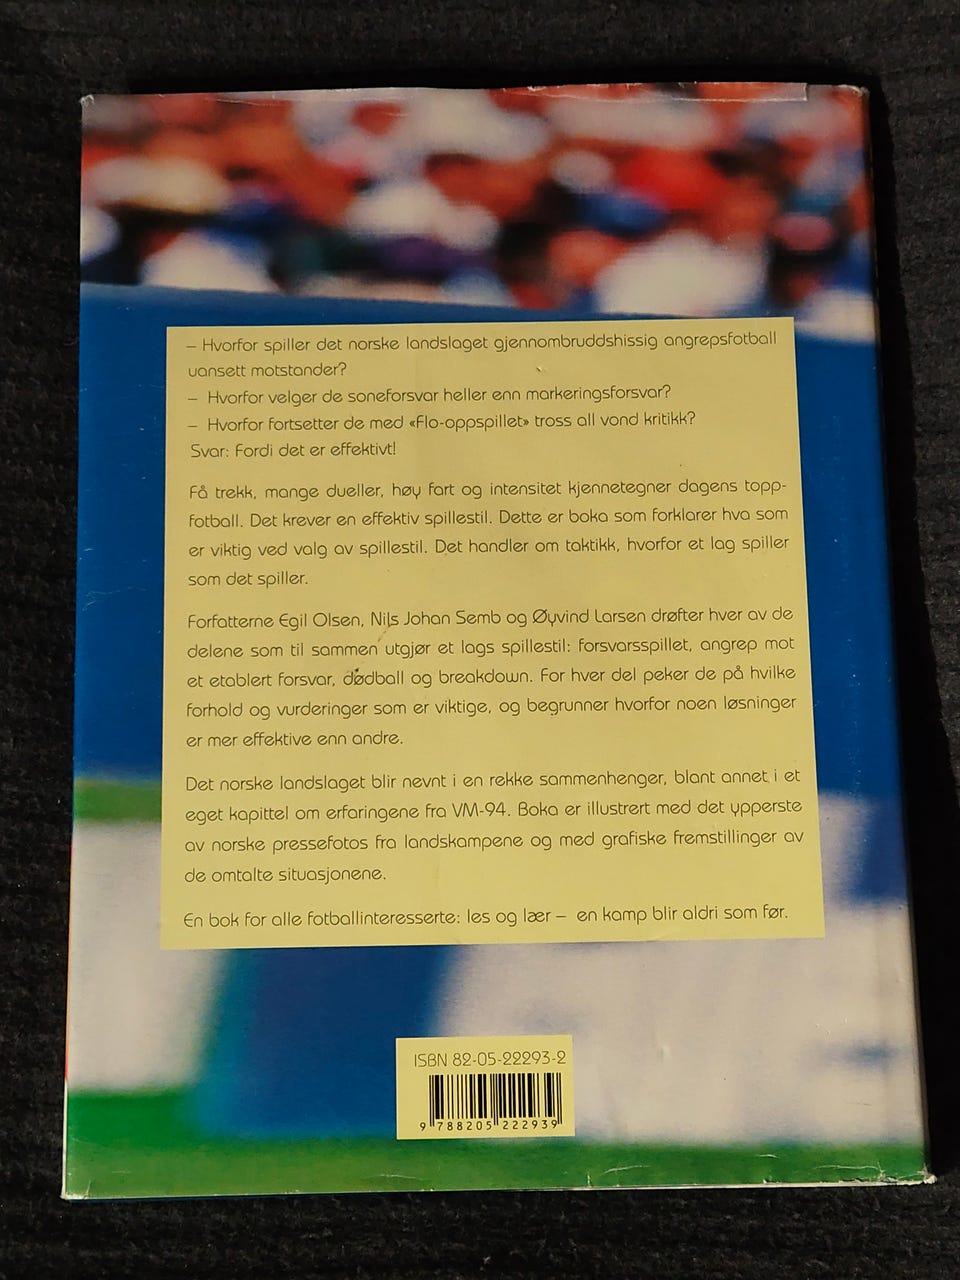 – Hvorfor spiller det norske landslaget gjennombruddshissig angrepsfotball
uansett motstander?
– Hvorfor velger de soneforsvar heller enn markeringsforsvar?
– Hvorfor fortsetter de med «Flo-oppspillet» tross all vond kritikk?
Svar: Fordi det er effektivt!
Få trekk, mange dueller, høy fart og intensitet kjennetegner dagens topp-
fotball. Det krever en effektiv spillestil. Dette er boka som forklarer hva som
er viktig ved valg av spillestil. Det handler om taktikk, hvorfor et lag spiller
som det spiller.
Forfatterne Egil Olsen, Nils Johan Semb og Øyvind Larsen drøfter hver av de
delene som til sammen utgjør et lags spillestil: forsvarsspillet, angrep mot
et etablert forsvar, dødball og breakdown. For hver del peker de på hvilke
forhold og vurderinger som er viktige, og begrunner hvorfor noen løsninger
er mer effektive enn andre.
Det norske landslaget blir nevnt i en rekke sammenhenger, blant annet i et
eget kapittel om erfaringene fra VM-94. Boka er illustrert med det ypperste
av norske pressefotos fra landskampene og med grafiske fremstillinger av
de omtalte situasjonene.
En bok for alle fotballinteresserte: les og lær – en kamp blir aldri som før.
ISBN 82-05-22293-2
9 788205 222939